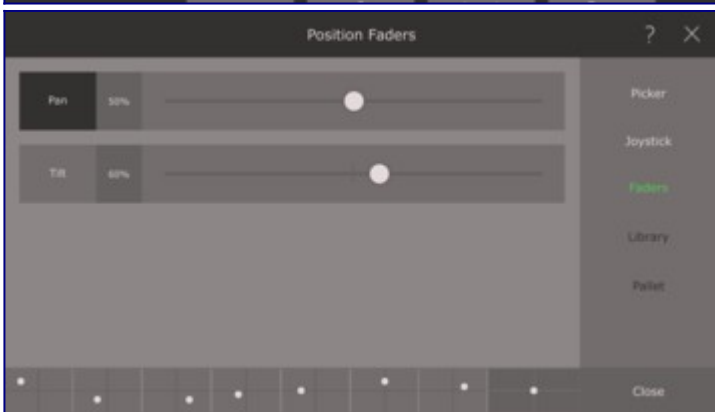 Position Faders
?
Pan 50%
Picker
Joystick
Tilt 60%
Faders
Library
Pallet
Close